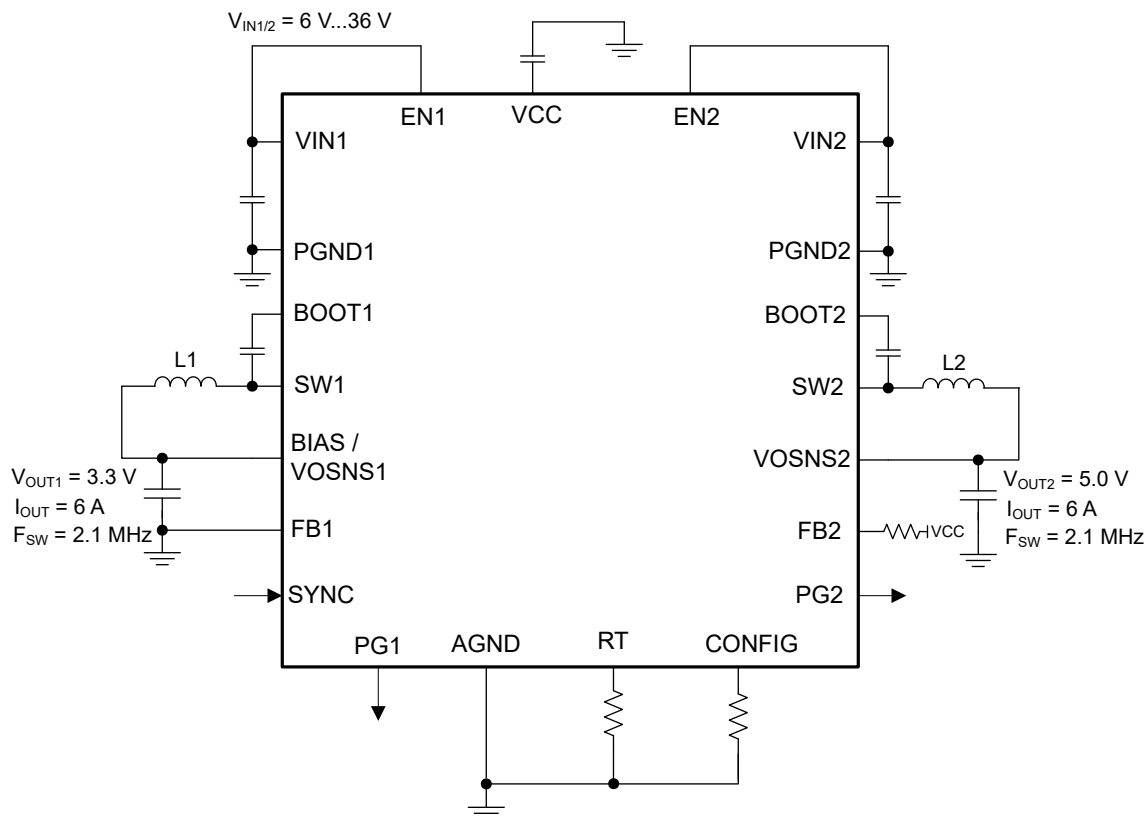 V_IN1/2 = 6 V...36 V
EN1
VCC
EN2
VIN1
VIN2
PGND1
PGND2
BOOT1
BOOT2
L1
SW1
SW2
L2
BIAS /
VOSNS1
VOSNS2
V_OUT1 = 3.3 V
I_OUT = 6 A
F_SW = 2.1 MHz
V_OUT2 = 5.0 V
I_OUT = 6 A
F_SW = 2.1 MHz
FB1
FB2
VCC
SYNC
PG2
PG1
AGND
RT
CONFIG